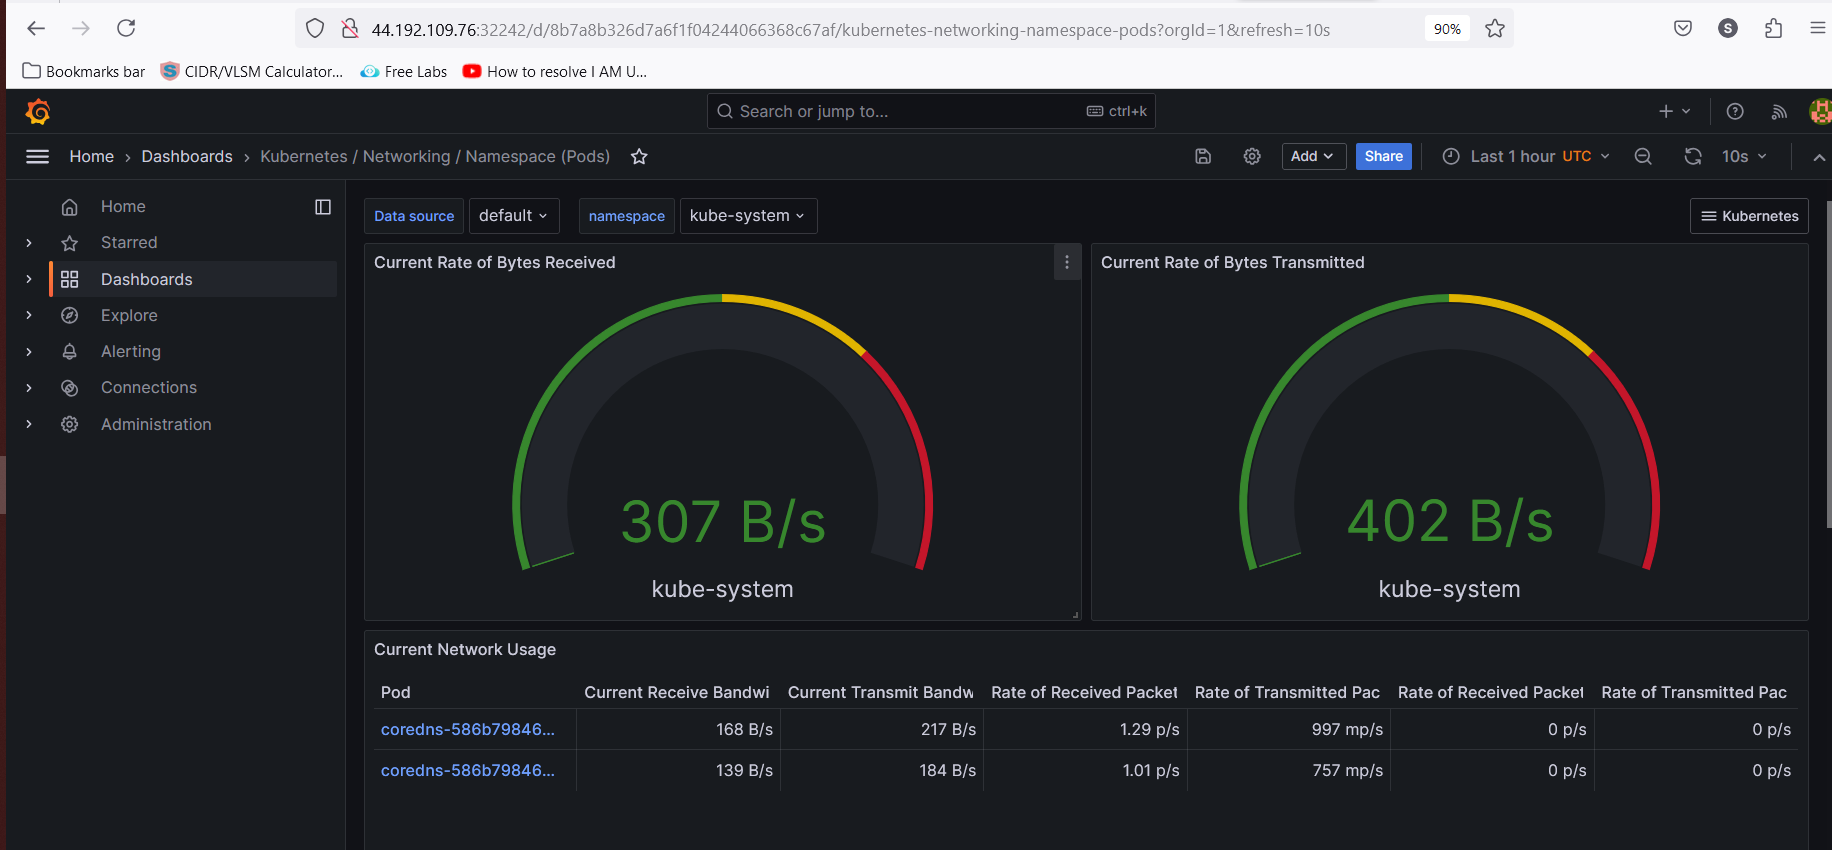 44.192.109.76:32242/d/8b7a8b326d7a6f1f04244066368c67af/kubernetes-networking-namespace-pods?orgId=1&refresh=10s
90%
S
Bookmarks bar
S
CIDR/VLSM Calculator...
Free Labs
How to resolve I AM U...
Search or jump to...
ctrl+k
Home › Dashboards › Kubernetes / Networking / Namespace (Pods)
Add
Share
Last 1 hour UTC
10s
Home
Starred
Dashboards
Explore
Alerting
Connections
Administration
Data source
default
namespace
kube-system
Kubernetes
Current Rate of Bytes Received
307 B/s
kube-system
Current Rate of Bytes Transmitted
402 B/s
kube-system
Current Network Usage
Pod Current Receive Bandwi Current Transmit Bandw Rate of Received Packet Rate of Transmitted Pac Rate of Received Packet Rate of Transmitted Pac
coredns-586b79846... 168 B/s 217 B/s 1.29 p/s 997 mp/s 0 p/s 0 p/s
coredns-586b79846... 139 B/s 184 B/s 1.01 p/s 757 mp/s 0 p/s 0 p/s